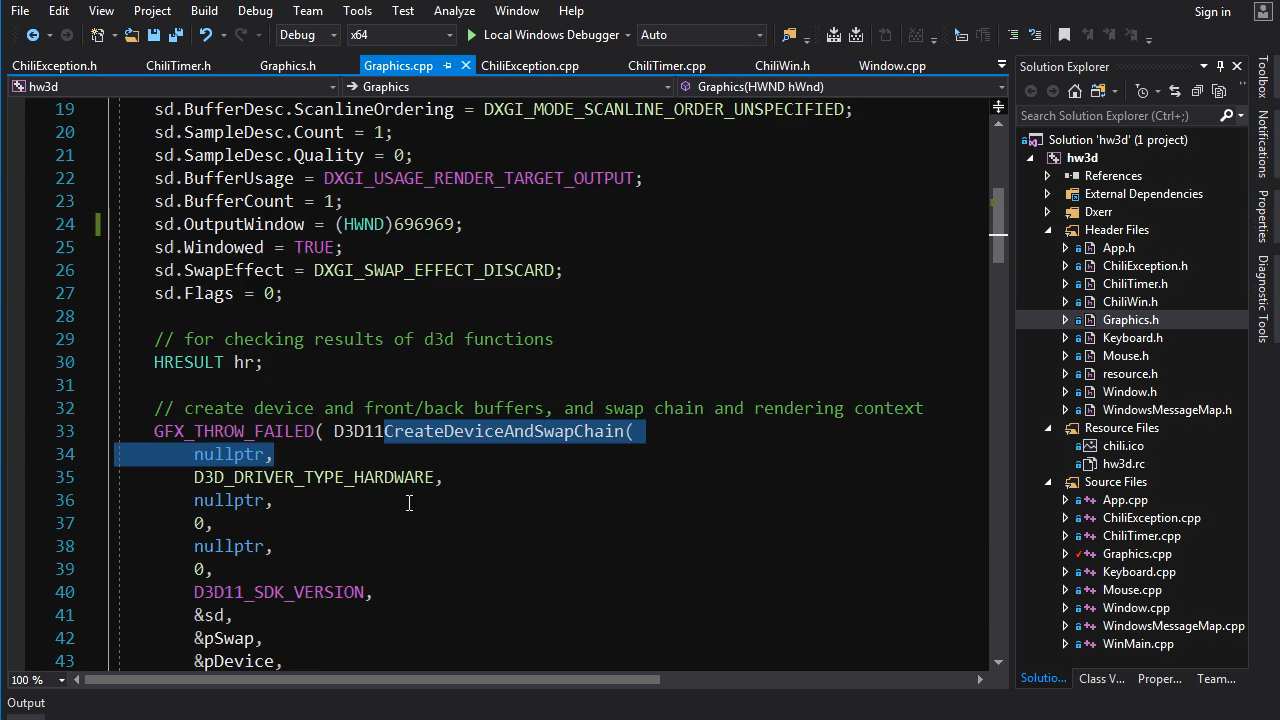 File Edit View Project Build Debug Team Tools Test Analyze Window Help Sign in
Debug x64 Local Windows Debugger Auto
ChiliException.h ChiliTimer.h Graphics.h Graphics.cpp ChiliException.cpp ChiliTimer.cpp ChiliWin.h Window.cpp
hw3d Graphics Graphics(HWND hWnd)
19 sd.BufferDesc.ScanlineOrdering = DXGI_MODE_SCANLINE_ORDER_UNSPECIFIED;
20 sd.SampleDesc.Count = 1;
21 sd.SampleDesc.Quality = 0;
22 sd.BufferUsage = DXGI_USAGE_RENDER_TARGET_OUTPUT;
23 sd.BufferCount = 1;
24 sd.OutputWindow = (HWND)696969;
25 sd.Windowed = TRUE;
26 sd.SwapEffect = DXGI_SWAP_EFFECT_DISCARD;
27 sd.Flags = 0;
28
29 // for checking results of d3d functions
30 HRESULT hr;
31
32 // create device and front/back buffers, and swap chain and rendering context
33 GFX_THROW_FAILED( D3D11CreateDeviceAndSwapChain(
34 nullptr,
35 D3D_DRIVER_TYPE_HARDWARE,
36 nullptr,
37 0,
38 nullptr,
39 0,
40 D3D11_SDK_VERSION,
41 &sd,
42 &pSwap,
43 &pDevice,
100 %
Output
Solution Explorer
Search Solution Explorer (Ctrl+;)
Solution 'hw3d' (1 project)
hw3d
References
External Dependencies
Dxerr
Header Files
App.h
ChiliException.h
ChiliTimer.h
ChiliWin.h
Graphics.h
Keyboard.h
Mouse.h
resource.h
Window.h
WindowsMessageMap.h
Resource Files
chili.ico
hw3d.rc
Source Files
App.cpp
ChiliException.cpp
ChiliTimer.cpp
Graphics.cpp
Keyboard.cpp
Mouse.cpp
Window.cpp
WindowsMessageMap.cpp
WinMain.cpp
Solutio... Class V... Proper... Team...
Toolbox
Notifications
Properties
Diagnostic Tools